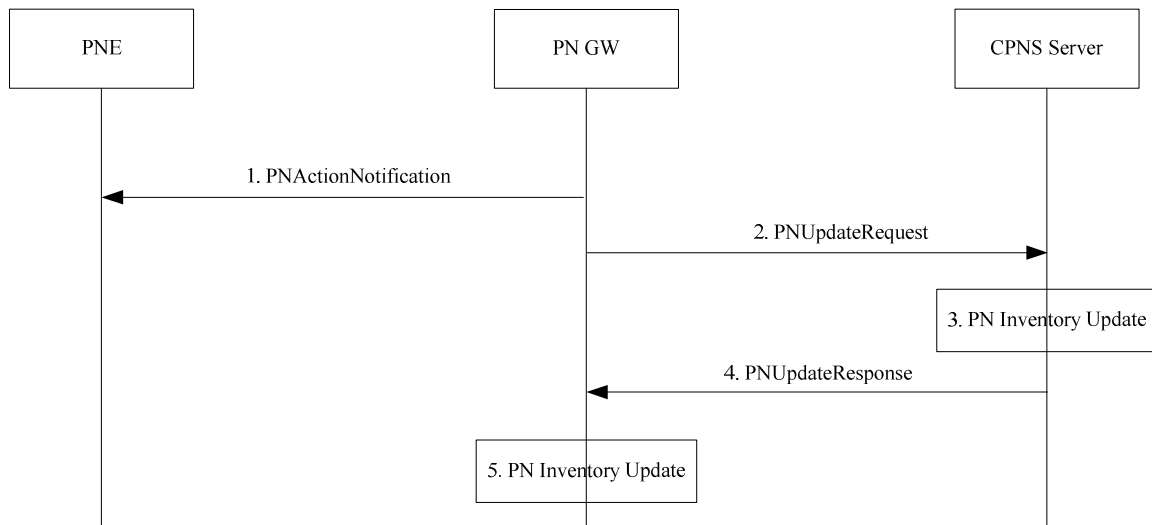 PNE
PN GW
CPNS Server
1. PNActionNotification
2. PNUpdateRequest
3. PN Inventory Update
4. PNUpdateResponse
5. PN Inventory Update